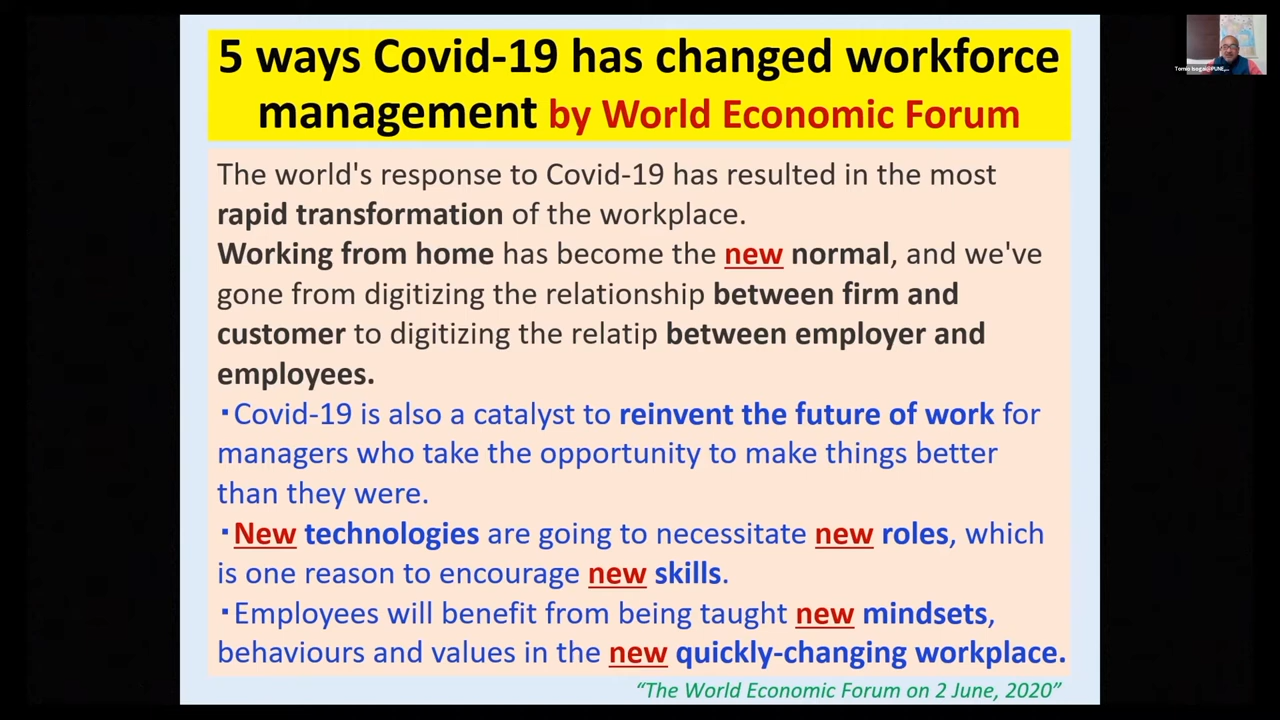 5 ways Covid-19 has changed workforce
management by World Economic Forum
The world's response to Covid-19 has resulted in the most
rapid transformation of the workplace.
Working from home has become the new normal, and we've
gone from digitizing the relationship between firm and
customer to digitizing the relatip between employer and
employees.
・Covid-19 is also a catalyst to reinvent the future of work for
managers who take the opportunity to make things better
than they were.
・New technologies are going to necessitate new roles, which
is one reason to encourage new skills.
・Employees will benefit from being taught new mindsets,
behaviours and values in the new quickly-changing workplace.
“The World Economic Forum on 2 June, 2020”